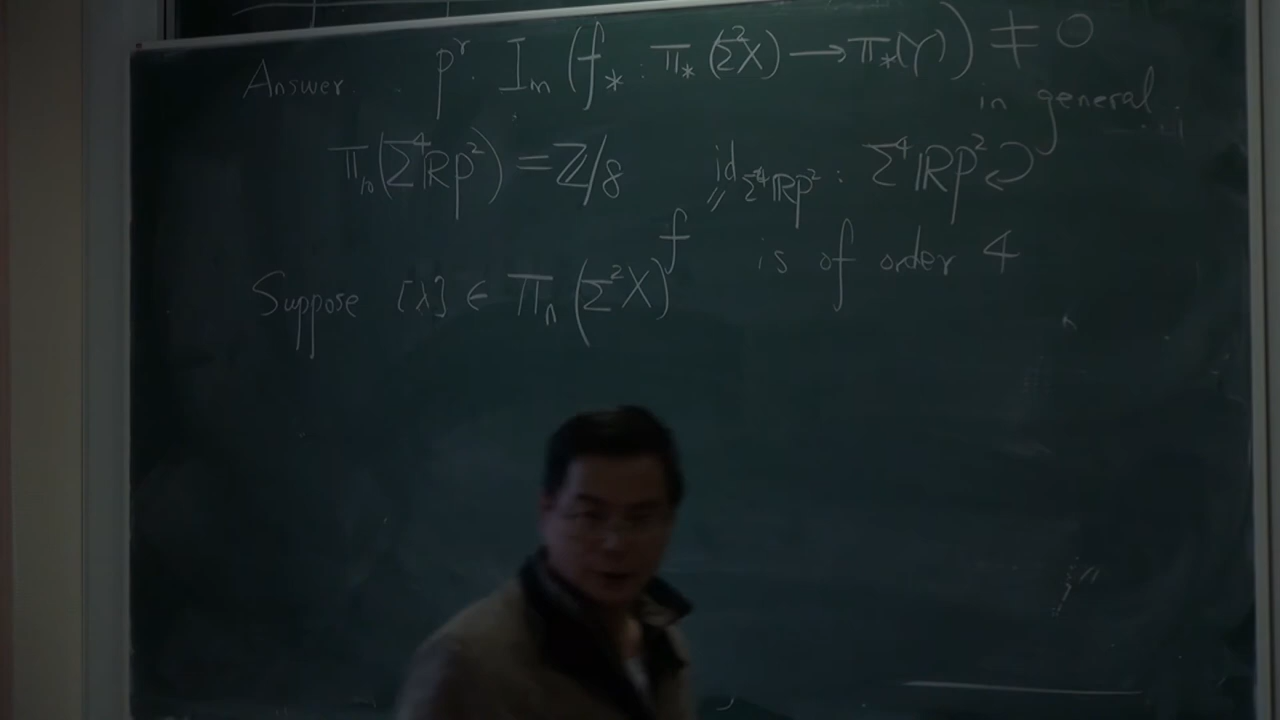 Answer. p^r. Im (f_* : π_*(Σ²X) → π_*(Y)) ≠ 0
in general.
π_10(Σ⁴RP²) = Z/8   id_{Σ⁴RP²} : Σ⁴RP² ⤸
"
f   is of order 4
Suppose [λ] ∈ π_n(Σ²X)